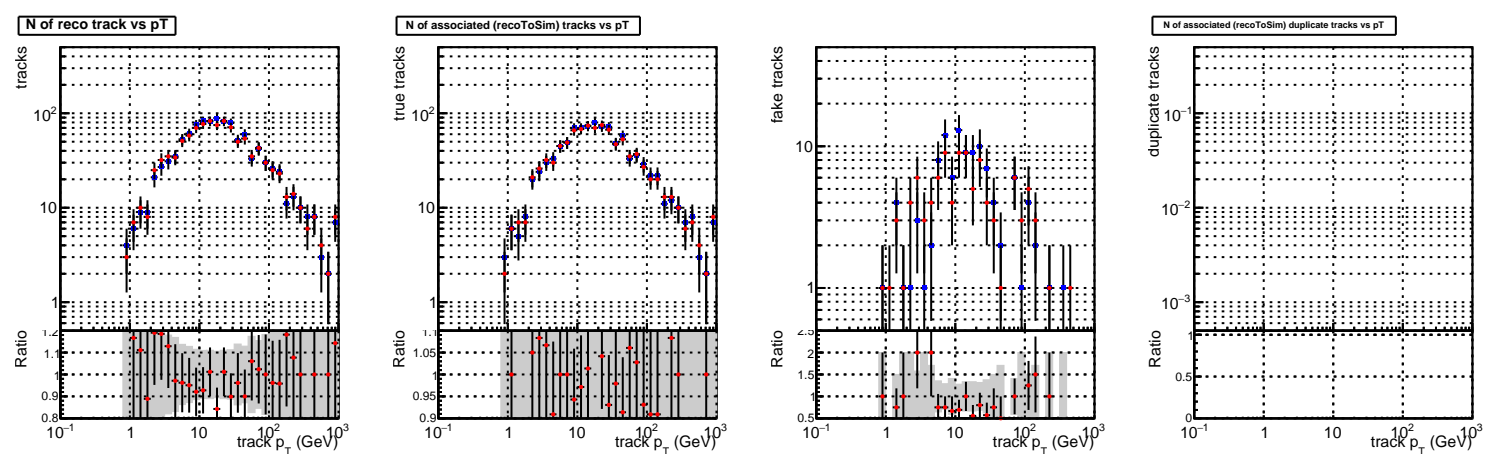 N of reco track vs pT
tracks
10²
10
1
Ratio
1.2
1.1
1
0.9
0.8
10⁻¹ 1 10 10² 10³
track p_T (GeV)
N of associated (recoToSim) tracks vs pT
true tracks
10²
10
1
Ratio
1.1
1.05
1
0.95
0.9
10⁻¹ 1 10 10² 10³
track p_T (GeV)
fake tracks
10
1
Ratio
2.5
2
1.5
1
0.5
10⁻¹ 1 10 10² 10³
track p_T (GeV)
N of associated (recoToSim) duplicate tracks vs pT
duplicate tracks
10⁻¹
10⁻²
10⁻³
Ratio
1
0.5
0
10⁻¹ 1 10 10² 10³
track p_T (GeV)